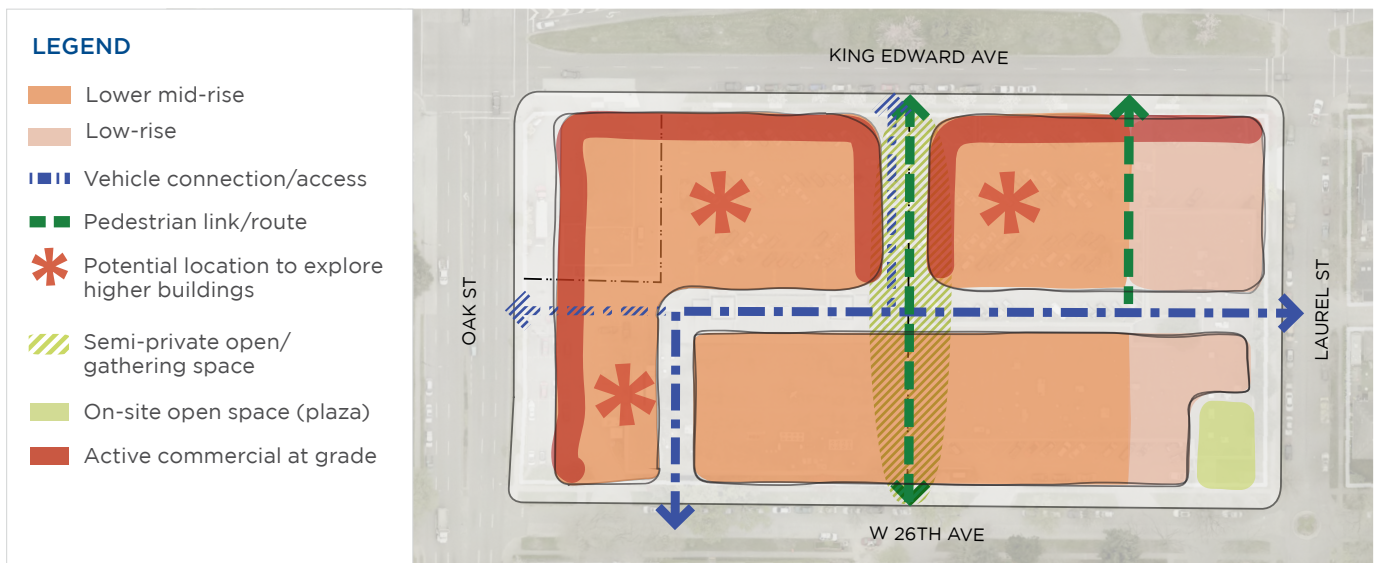 LEGEND
Lower mid-rise
Low-rise
Vehicle connection/access
Pedestrian link/route
Potential location to explore
higher buildings
Semi-private open/
gathering space
On-site open space (plaza)
Active commercial at grade
KING EDWARD AVE
OAK ST
LAUREL ST
W 26TH AVE